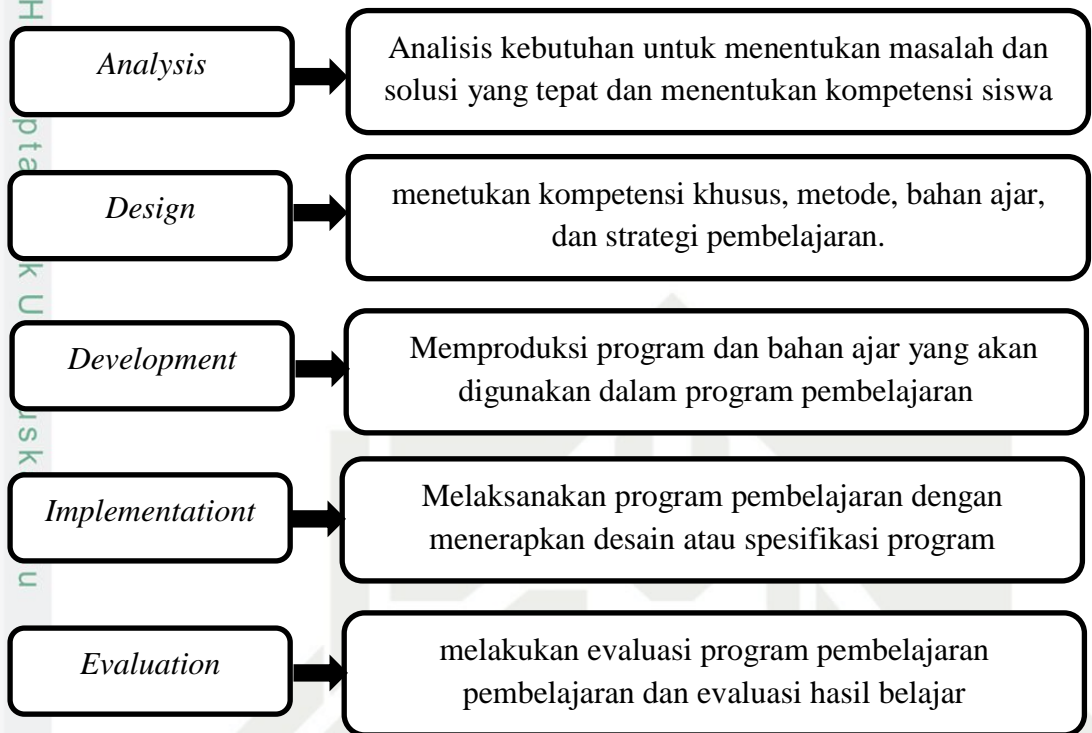 Analysis
Analisis kebutuhan untuk menentukan masalah dan
solusi yang tepat dan menentukan kompetensi siswa
Design
menetukan kompetensi khusus, metode, bahan ajar,
dan strategi pembelajaran.
Development
Memproduksi program dan bahan ajar yang akan
digunakan dalam program pembelajaran
Implementationt
Melaksanakan program pembelajaran dengan
menerapkan desain atau spesifikasi program
Evaluation
melakukan evaluasi program pembelajaran
pembelajaran dan evaluasi hasil belajar